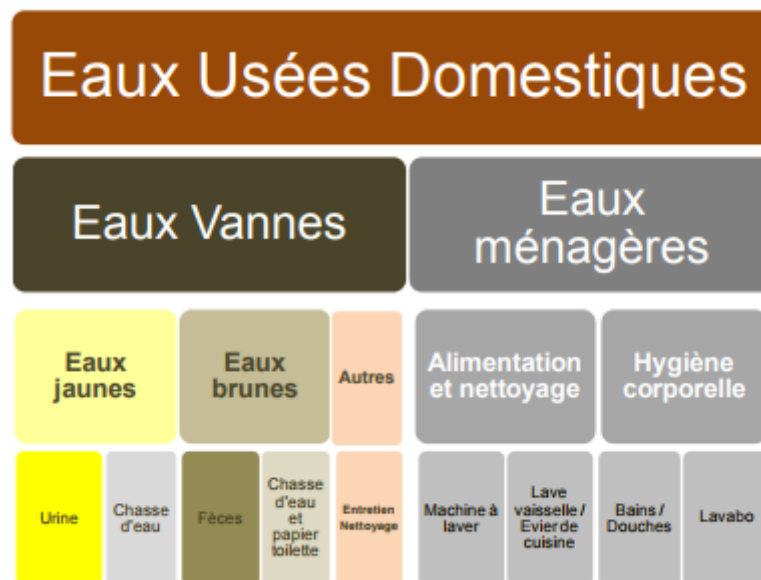 Eaux Usées Domestiques
Eaux Vannes
Eaux
ménagères
Eaux
jaunes
Eaux
brunes
Autres
Alimentation
et nettoyage
Hygiène
corporelle
Urine
Chasse
d'eau
Fèces
Chasse
d'eau
et
papier
toilette
Entretien
Nettoyage
Machine à
laver
Lave
vaisselle /
Evier de
cuisine
Bains /
Douches
Lavabo